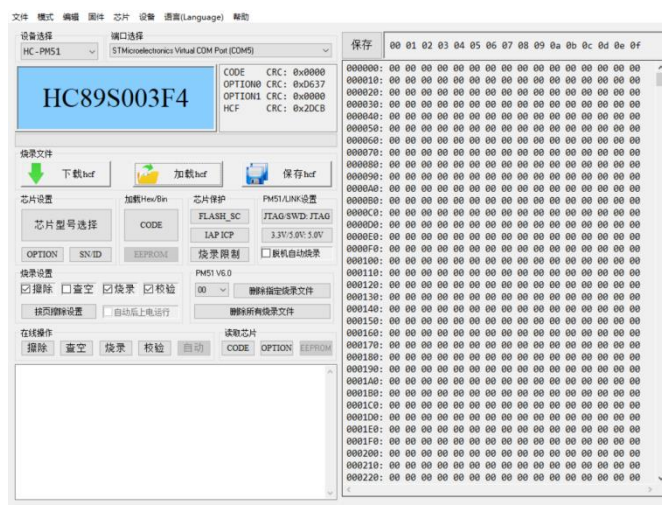 文件 模式 编辑 固件 芯片 设备 语言(Language) 帮助
设备选择 端口选择
HC-PM51 STMicroelectronics Virtual COM Port (COM5)
HC89S003F4
CODE CRC: 0x0000
OPTION0 CRC: 0xD637
OPTION1 CRC: 0x0000
HCF CRC: 0x2DCB
烧录文件
下载hcf 加载hcf 保存hcf
芯片设置 加载Hex/Bin 芯片保护 PM51/LINK设置
芯片型号选择 CODE FLASH_SC JTAG/SWD: JTAG
IAP ICP 3.3V/5.0V: 5.0V
OPTION SN/ID EEPROM 烧录限制 脱机自动烧录
烧录设置 PM51 V6.0
擦除 查空 烧录 校验 00 删除指定烧录文件
按页擦除设置 自动后上电运行 删除所有烧录文件
在线操作 读取芯片
擦除 查空 烧录 校验 自动 CODE OPTION EEPROM
保存 00 01 02 03 04 05 06 07 08 09 0a 0b 0c 0d 0e 0f
000000: 00 00 00 00 00 00 00 00 00 00 00 00 00 00 00 00
000010: 00 00 00 00 00 00 00 00 00 00 00 00 00 00 00 00
000020: 00 00 00 00 00 00 00 00 00 00 00 00 00 00 00 00
000030: 00 00 00 00 00 00 00 00 00 00 00 00 00 00 00 00
000040: 00 00 00 00 00 00 00 00 00 00 00 00 00 00 00 00
000050: 00 00 00 00 00 00 00 00 00 00 00 00 00 00 00 00
000060: 00 00 00 00 00 00 00 00 00 00 00 00 00 00 00 00
000070: 00 00 00 00 00 00 00 00 00 00 00 00 00 00 00 00
000080: 00 00 00 00 00 00 00 00 00 00 00 00 00 00 00 00
000090: 00 00 00 00 00 00 00 00 00 00 00 00 00 00 00 00
0000A0: 00 00 00 00 00 00 00 00 00 00 00 00 00 00 00 00
0000B0: 00 00 00 00 00 00 00 00 00 00 00 00 00 00 00 00
0000C0: 00 00 00 00 00 00 00 00 00 00 00 00 00 00 00 00
0000D0: 00 00 00 00 00 00 00 00 00 00 00 00 00 00 00 00
0000E0: 00 00 00 00 00 00 00 00 00 00 00 00 00 00 00 00
0000F0: 00 00 00 00 00 00 00 00 00 00 00 00 00 00 00 00
000100: 00 00 00 00 00 00 00 00 00 00 00 00 00 00 00 00
000110: 00 00 00 00 00 00 00 00 00 00 00 00 00 00 00 00
000120: 00 00 00 00 00 00 00 00 00 00 00 00 00 00 00 00
000130: 00 00 00 00 00 00 00 00 00 00 00 00 00 00 00 00
000140: 00 00 00 00 00 00 00 00 00 00 00 00 00 00 00 00
000150: 00 00 00 00 00 00 00 00 00 00 00 00 00 00 00 00
000160: 00 00 00 00 00 00 00 00 00 00 00 00 00 00 00 00
000170: 00 00 00 00 00 00 00 00 00 00 00 00 00 00 00 00
000180: 00 00 00 00 00 00 00 00 00 00 00 00 00 00 00 00
000190: 00 00 00 00 00 00 00 00 00 00 00 00 00 00 00 00
0001A0: 00 00 00 00 00 00 00 00 00 00 00 00 00 00 00 00
0001B0: 00 00 00 00 00 00 00 00 00 00 00 00 00 00 00 00
0001C0: 00 00 00 00 00 00 00 00 00 00 00 00 00 00 00 00
0001D0: 00 00 00 00 00 00 00 00 00 00 00 00 00 00 00 00
0001E0: 00 00 00 00 00 00 00 00 00 00 00 00 00 00 00 00
0001F0: 00 00 00 00 00 00 00 00 00 00 00 00 00 00 00 00
000200: 00 00 00 00 00 00 00 00 00 00 00 00 00 00 00 00
000210: 00 00 00 00 00 00 00 00 00 00 00 00 00 00 00 00
000220: 00 00 00 00 00 00 00 00 00 00 00 00 00 00 00 00